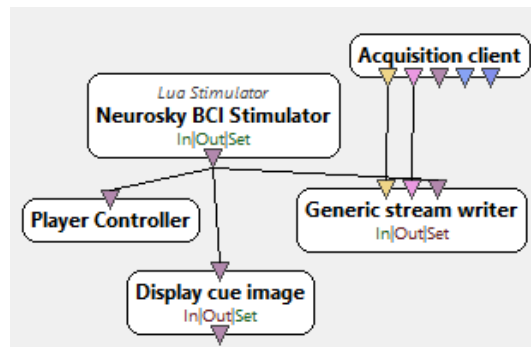 Acquisition client
Lua Stimulator
Neurosky BCI Stimulator
In|Out|Set
Player Controller
Generic stream writer
In|Out|Set
Display cue image
In|Out|Set